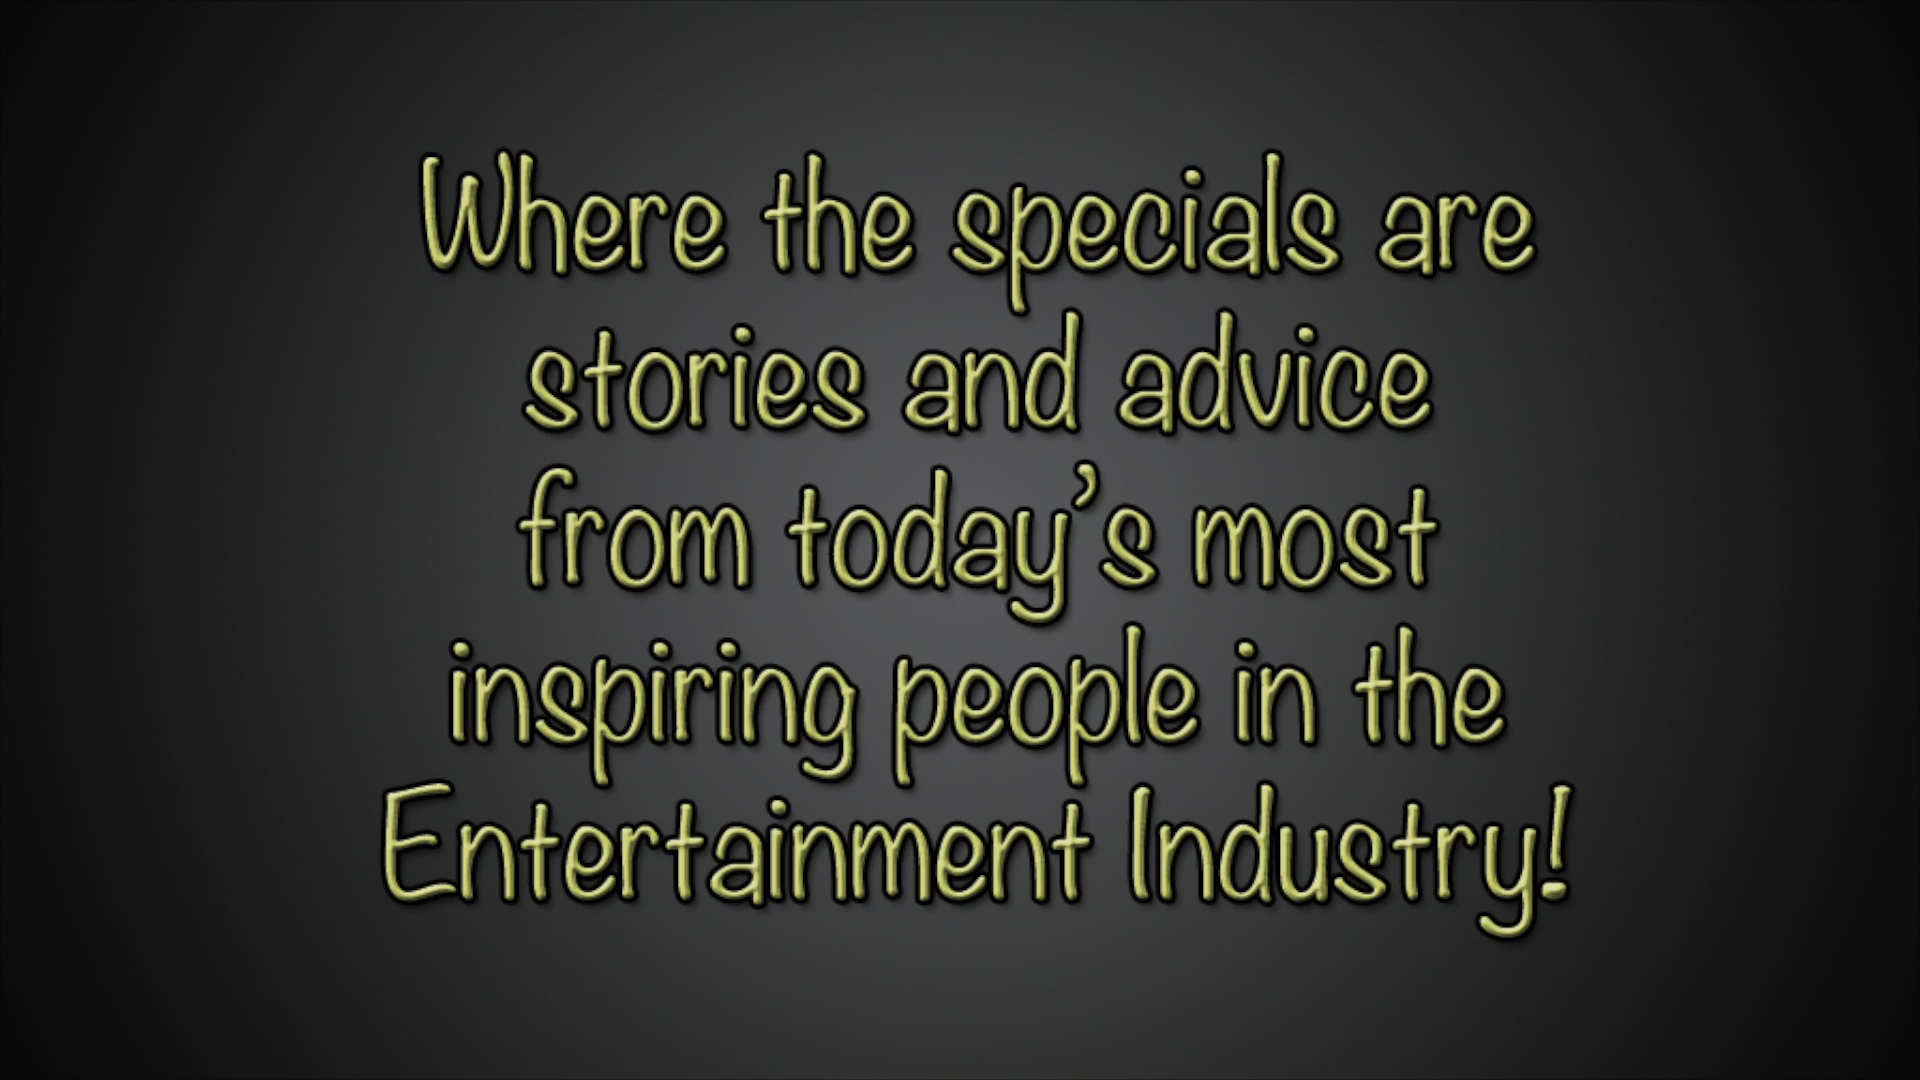 Where the specials are
stories and advice
from today’s most
inspiring people in the
Entertainment Industry!